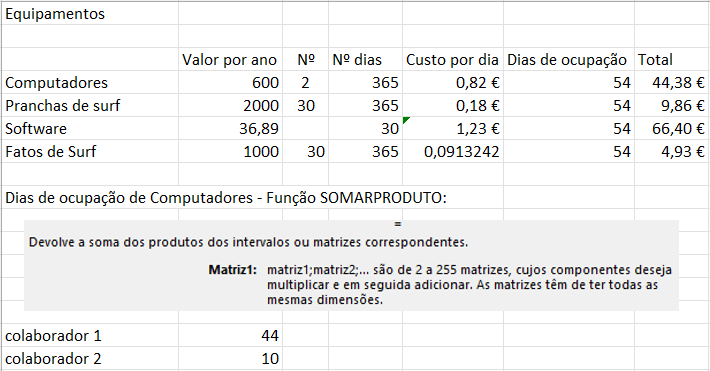 Equipamentos
Valor por ano Nº Nº dias Custo por dia Dias de ocupação Total
Computadores 600 2 365 0,82 € 54 44,38 €
Pranchas de surf 2000 30 365 0,18 € 54 9,86 €
Software 36,89 30 1,23 € 54 66,40 €
Fatos de Surf 1000 30 365 0,0913242 54 4,93 €
Dias de ocupação de Computadores - Função SOMARPRODUTO:
=
Devolve a soma dos produtos dos intervalos ou matrizes correspondentes.
Matriz1: matriz1;matriz2;... são de 2 a 255 matrizes, cujos componentes deseja
multiplicar e em seguida adicionar. As matrizes têm de ter todas as
mesmas dimensões.
colaborador 1 44
colaborador 2 10